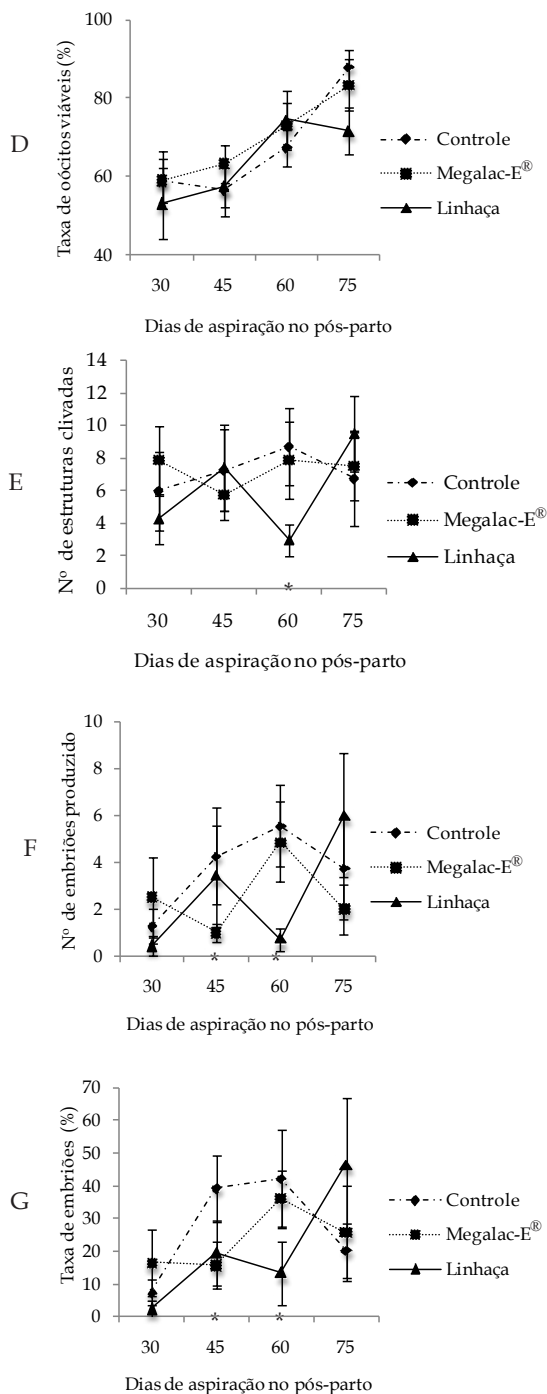 D
Taxa de oócitos viáveis (%)
100
80
60
40
30 45 60 75
Dias de aspiração no pós-parto
Controle
Megalac-E®
Linhaça
E
Nº de estruturas clivadas
14
12
10
8
6
4
2
0
*
30 45 60 75
Dias de aspiração no pós-parto
Controle
Megalac-E®
Linhaça
F
Nº de embriões produzido
10
8
6
4
2
0
* *
30 45 60 75
Dias de aspiração no pós-parto
Controle
Megalac-E®
Linhaça
G
Taxa de embriões (%)
70
60
50
40
30
20
10
0
* *
30 45 60 75
Dias de aspiração no pós-parto
Controle
Megalac-E®
Linhaça